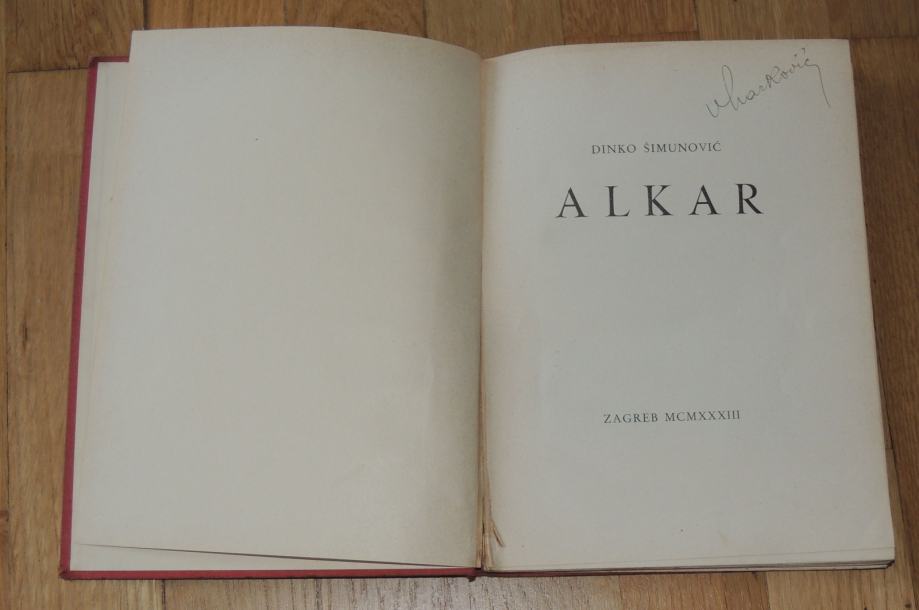 DINKO ŠIMUNOVIĆ
ALKAR
ZAGREB MCMXXXIII